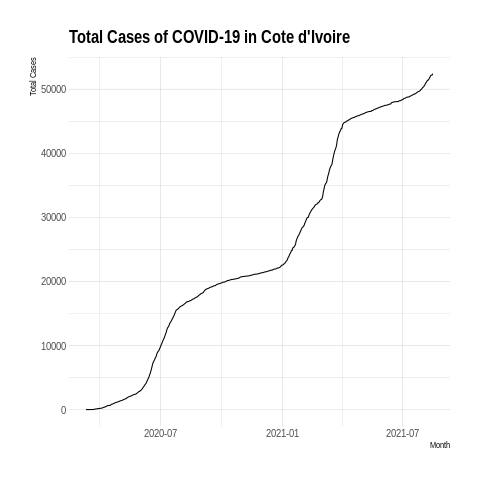 Total Cases of COVID-19 in Cote d'Ivoire
Total Cases
50000
40000
30000
20000
10000
0
2020-07 2021-01 2021-07
Month